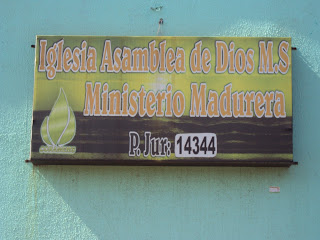 Iglesia Asamblea de Dios M.S
Ministerio Madurera
P. Jur: 14344